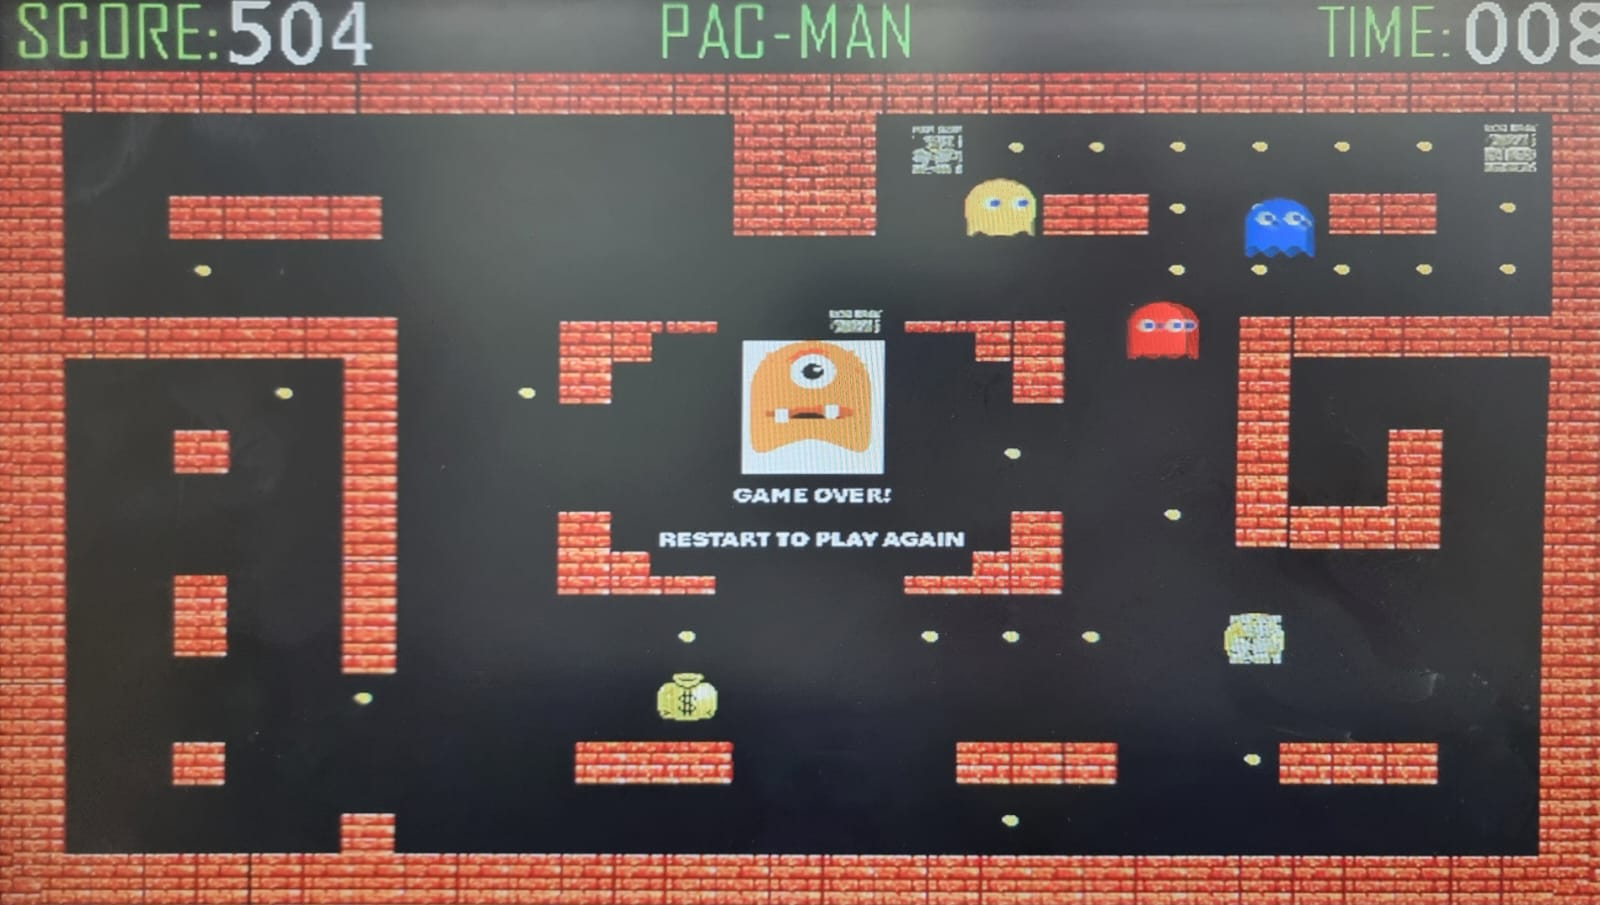 SCORE:504
PAC-MAN
TIME:008
$
GAME OVER!
RESTART TO PLAY AGAIN